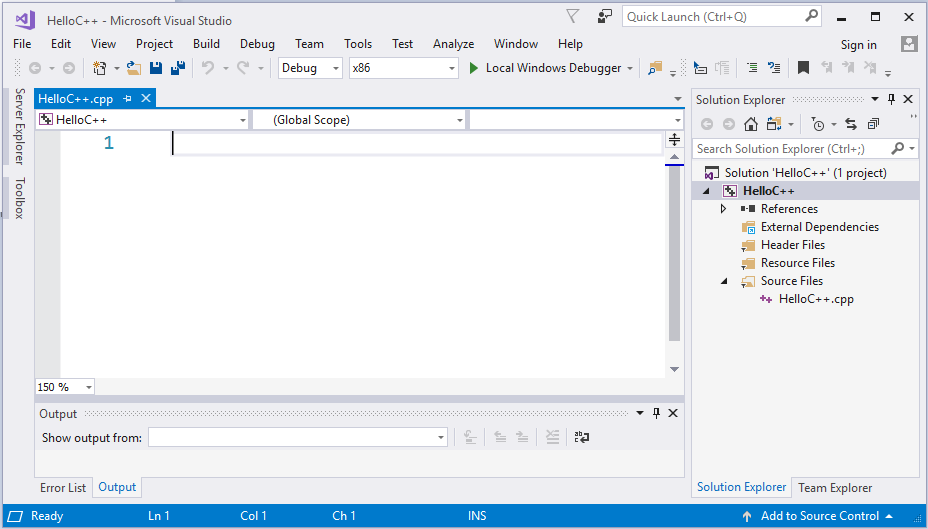 HelloC++ - Microsoft Visual Studio
Quick Launch (Ctrl+Q)
File Edit View Project Build Debug Team Tools Test Analyze Window Help
Sign in
Debug x86 Local Windows Debugger
Server Explorer
Toolbox
HelloC++.cpp
HelloC++ (Global Scope)
1
150 %
Output
Show output from:
Error List Output
Solution Explorer
Search Solution Explorer (Ctrl+;)
Solution 'HelloC++' (1 project)
HelloC++
References
External Dependencies
Header Files
Resource Files
Source Files
HelloC++.cpp
Solution Explorer Team Explorer
Ready Ln 1 Col 1 Ch 1 INS Add to Source Control